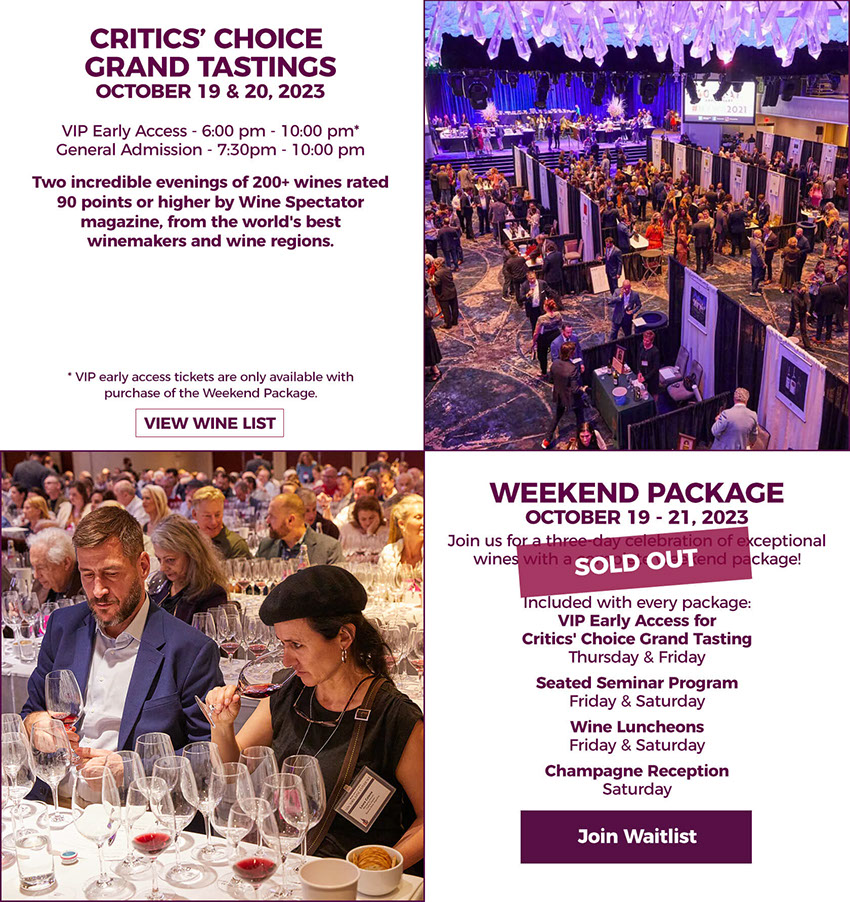 CRITICS’ CHOICE
GRAND TASTINGS
OCTOBER 19 & 20, 2023
VIP Early Access - 6:00 pm - 10:00 pm*
General Admission - 7:30pm - 10:00 pm
Two incredible evenings of 200+ wines rated
90 points or higher by Wine Spectator
magazine, from the world's best
winemakers and wine regions.
* VIP early access tickets are only available with
purchase of the Weekend Package.
VIEW WINE LIST
2021
WEEKEND PACKAGE
OCTOBER 19 - 21, 2023
Join us for a three-day celebration of exceptional
wines with a weekend package!
SOLD OUT
Included with every package:
VIP Early Access for
Critics' Choice Grand Tasting
Thursday & Friday
Seated Seminar Program
Friday & Saturday
Wine Luncheons
Friday & Saturday
Champagne Reception
Saturday
Join Waitlist